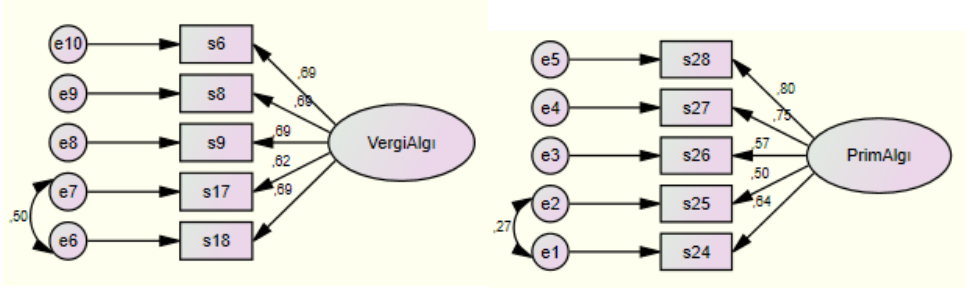 e10 s6
,69
e9 s8
,69
e8 s9
,69
VergiAlgı
,62
e7 s17
,69
,50
e6 s18
e5 s28
,80
e4 s27
,75
e3 s26
,57
PrimAlgı
,50
e2 s25
,64
,27
e1 s24